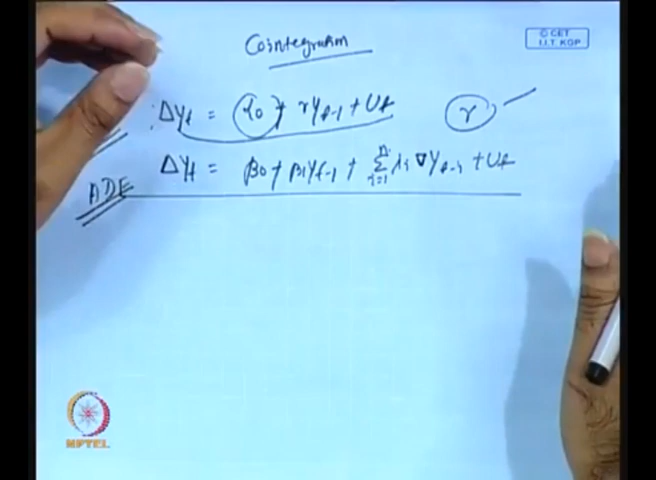 Cointegration
© CET
I.I.T. KGP
Δyt = γ0 + γyt-1 + Ut γ
Δyt = β0 + β1yt-1 + Σ i=1 n λi ∇yt-i + Ut
ADF
NPTEL